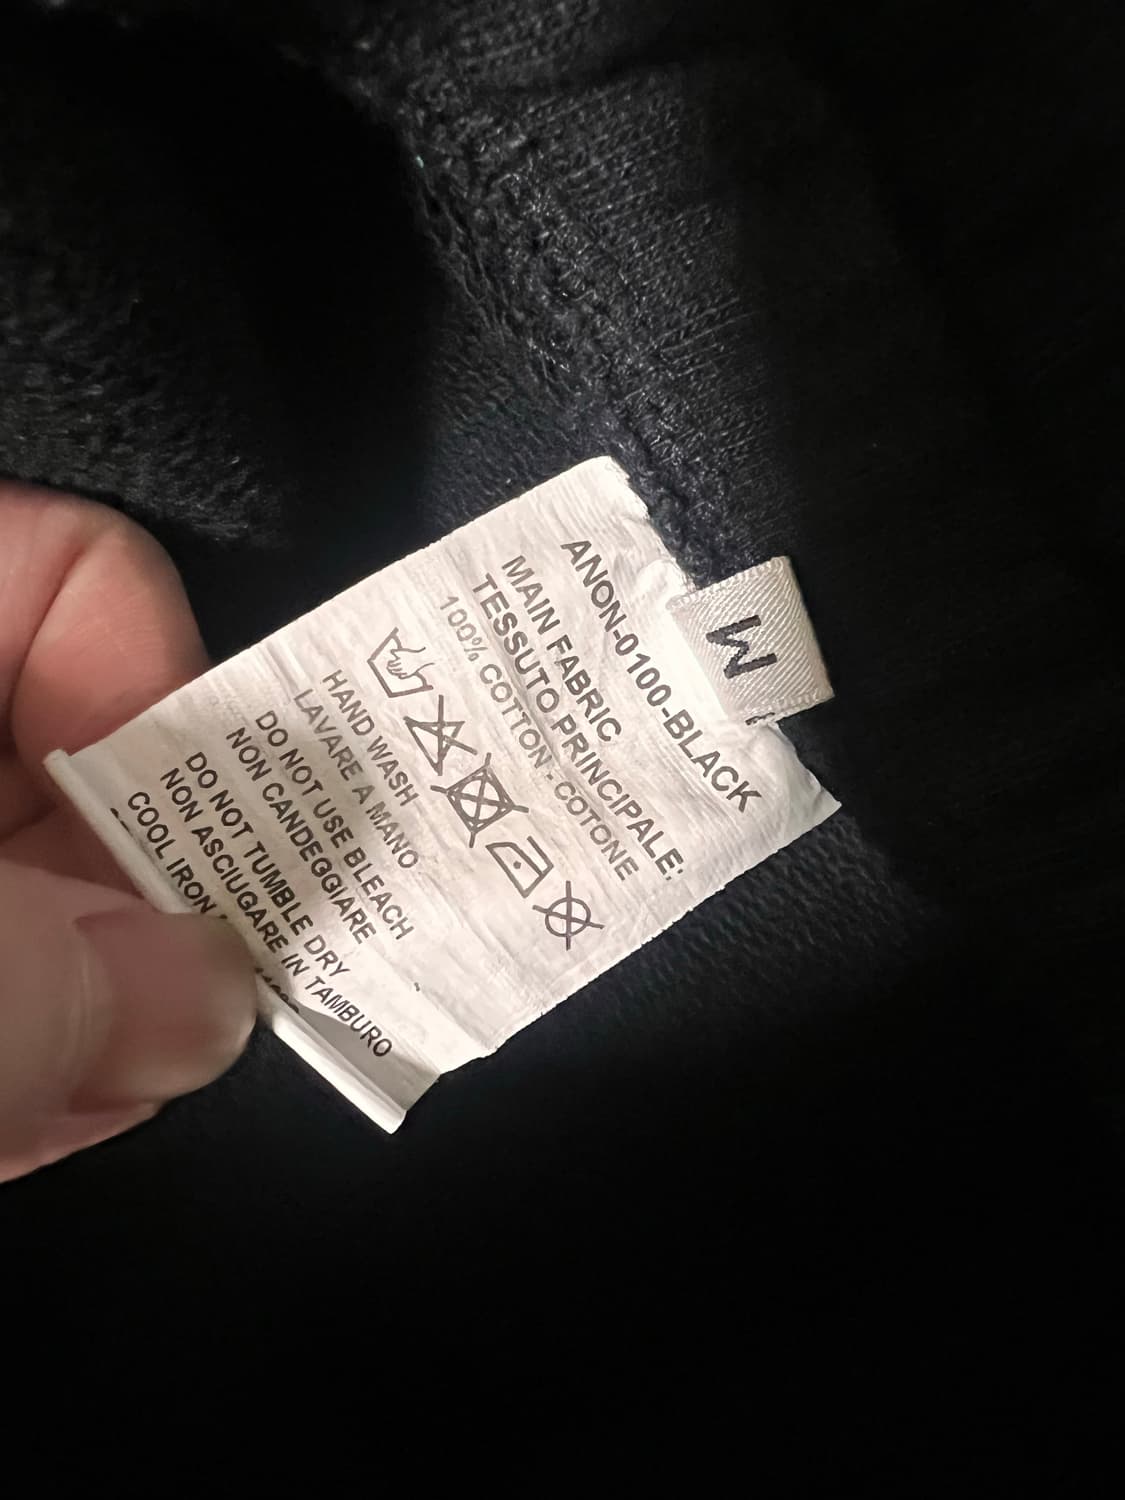 ANON-0100-BLACK
MAIN FABRIC
TESSUTO PRINCIPALE:
100% COTTON - COTONE
HAND WASH
LAVARE A MANO
DO NOT USE BLEACH
NON CANDEGGIARE
DO NOT TUMBLE DRY
NON ASCIUGARE IN TAMBURO
COOL IRON
M